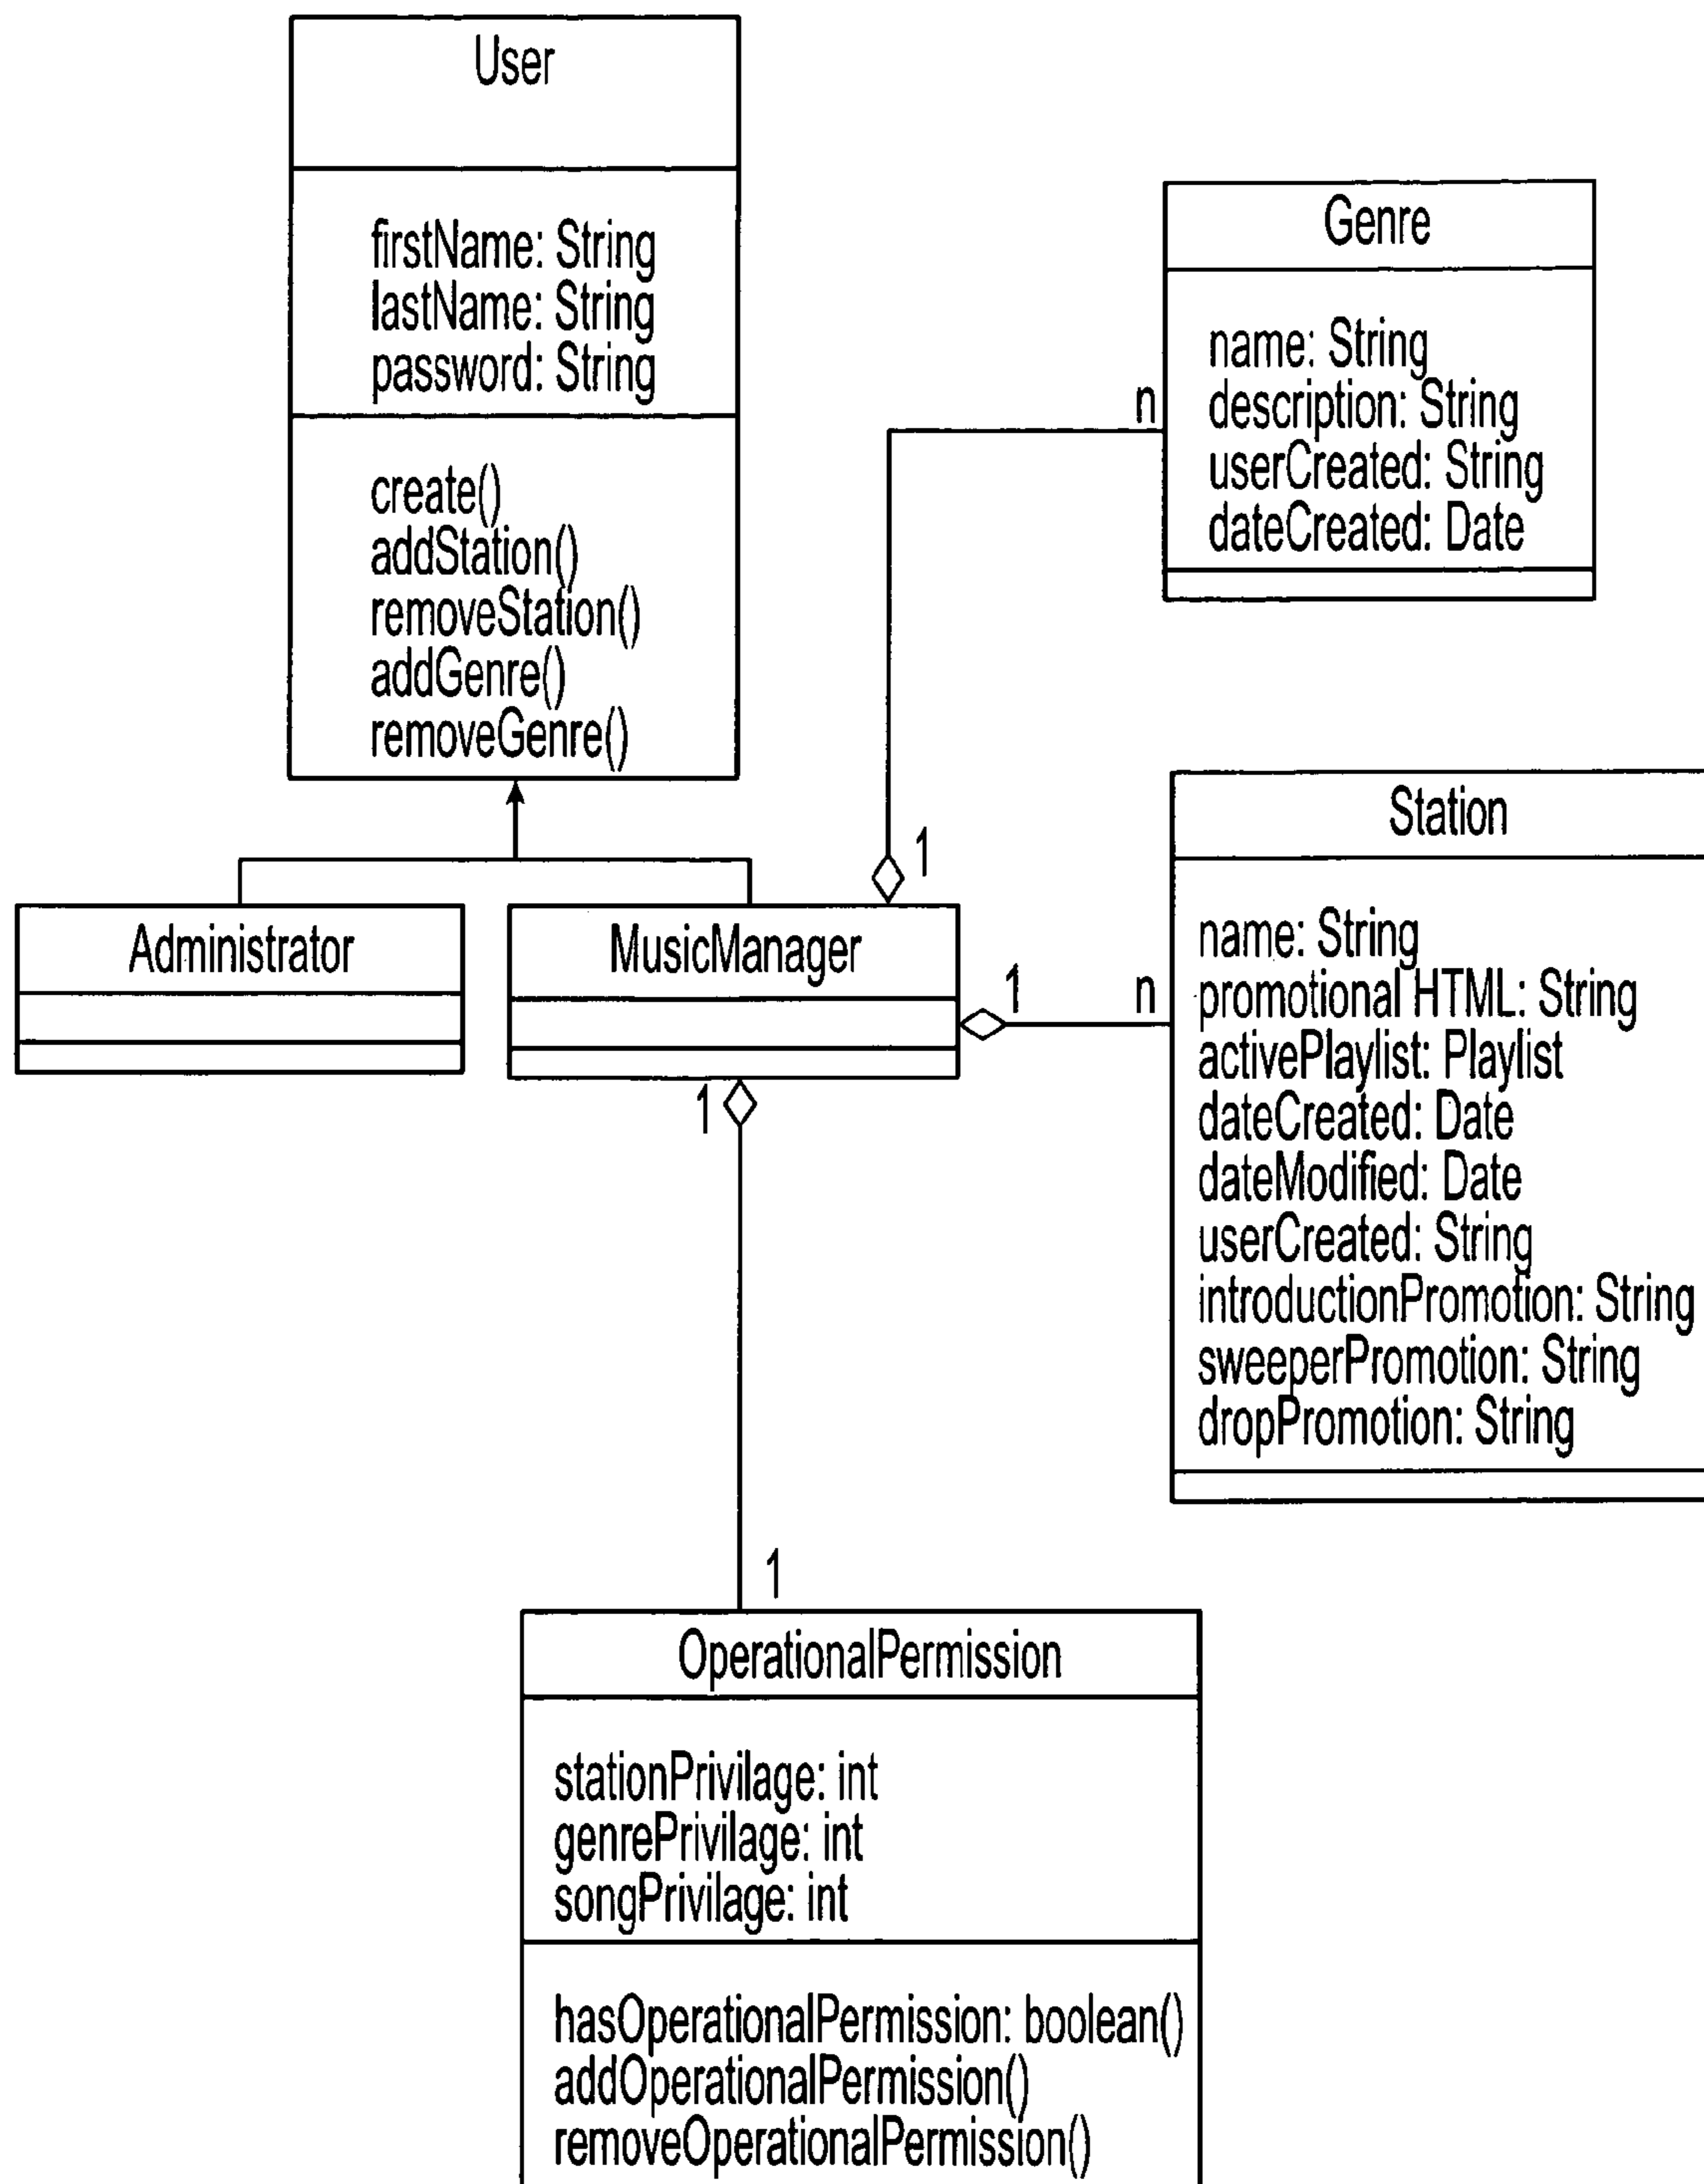 User
firstName: String
lastName: String
password: String
create()
addStation()
removeStation()
addGenre()
removeGenre()
Genre
name: String
description: String
userCreated: String
dateCreated: Date
n
1
Administrator
MusicManager
1
n
Station
name: String
promotional HTML: String
activePlaylist: Playlist
dateCreated: Date
dateModified: Date
userCreated: String
introductionPromotion: String
sweeperPromotion: String
dropPromotion: String
1
1
OperationalPermission
stationPrivilage: int
genrePrivilage: int
songPrivilage: int
hasOperationalPermission: boolean()
addOperationalPermission()
removeOperationalPermission()